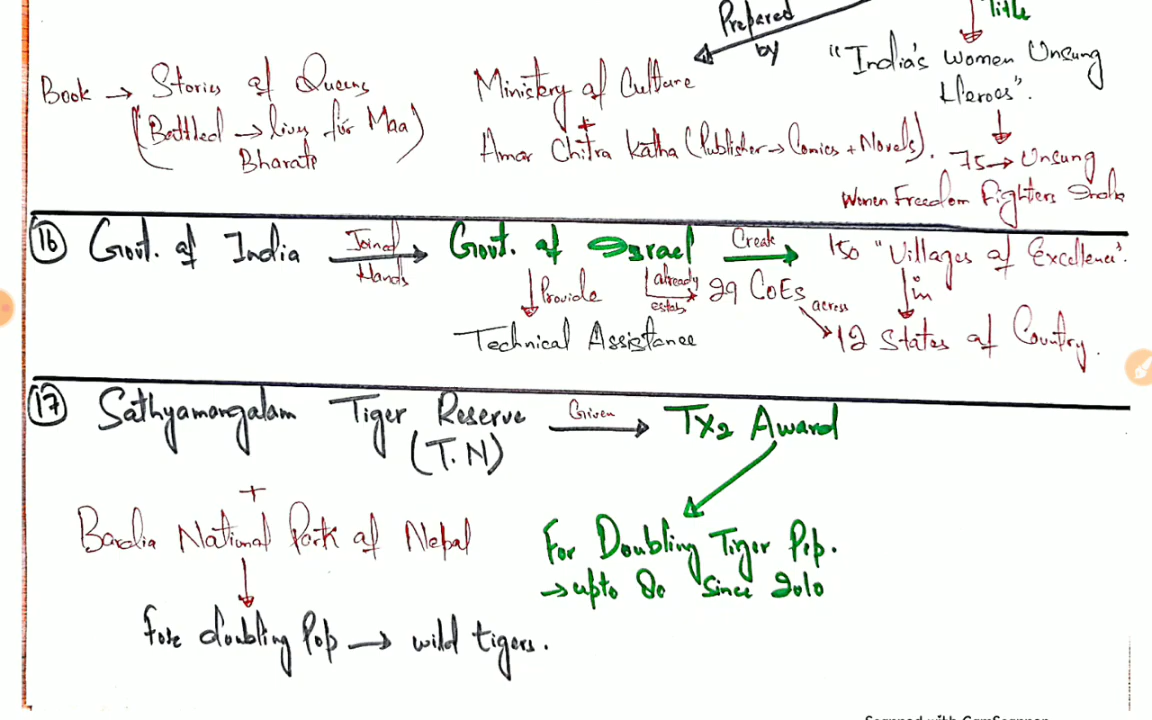 Title
Prepared
by
"India's Women Unsung
Heroes".
Book → Stories of Queens
(Battled → lives for Maa)
Bharate
Ministery of Culture
+
Amar Chitra Katha (Publisher → Comics + Novels).
75 → Unsung
Women Freedom Fighters India
16 Govt. of India Joined Hands → Govt. of Israel Create → 150 "Villages of Excellence".
Provide
already estab. → 29 CoEs
across
in
Technical Assistance
12 States of Country.
17 Sathyamangalam Tiger Reserve Given → Tx2 Award
(T.N)
+
Bardia National Park of Nepal
For Doubling Tiger Pop.
→ upto 80 since 2010
For doubling Pop → wild tigers.